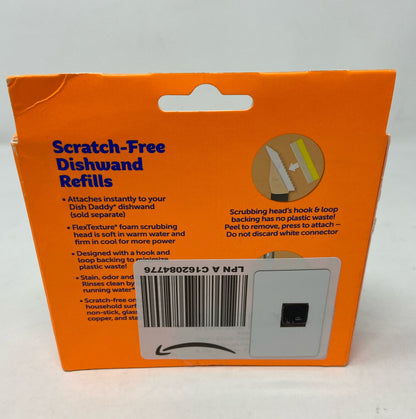 Scratch-Free
Dishwand
Refills
• Attaches instantly to your
Dish Daddy® dishwand
(sold separate)
• FlexTexture® foam scrubbing
head is soft in warm water and
firm in cool for more power
• Designed with a hook and
loop backing to minimize
plastic waste!
• Stain, odor and
Rinses clean by
running water
• Scratch-free on
household surf
non-stick, glass
copper, and sta
Scrubbing head's hook & loop
backing has no plastic waste!
Peel to remove, press to attach –
Do not discard white connector
LPN A C162084776